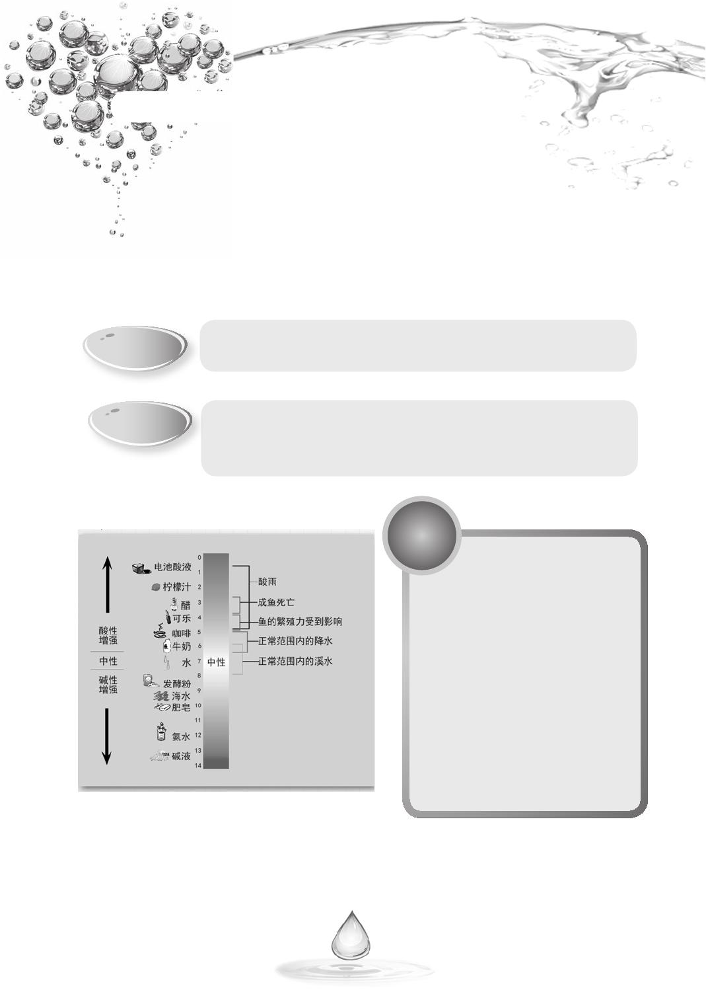 酸性
增强
中性
碱性
增强
电池酸液
柠檬汁
醋
可乐
咖啡
牛奶
水
发酵粉
海水
肥皂
氨水
碱液
0
1
2
3
4
5
6
7
8
9
10
11
12
13
14
中性
酸雨
成鱼死亡
鱼的繁殖力受到影响
正常范围内的降水
正常范围内的溪水